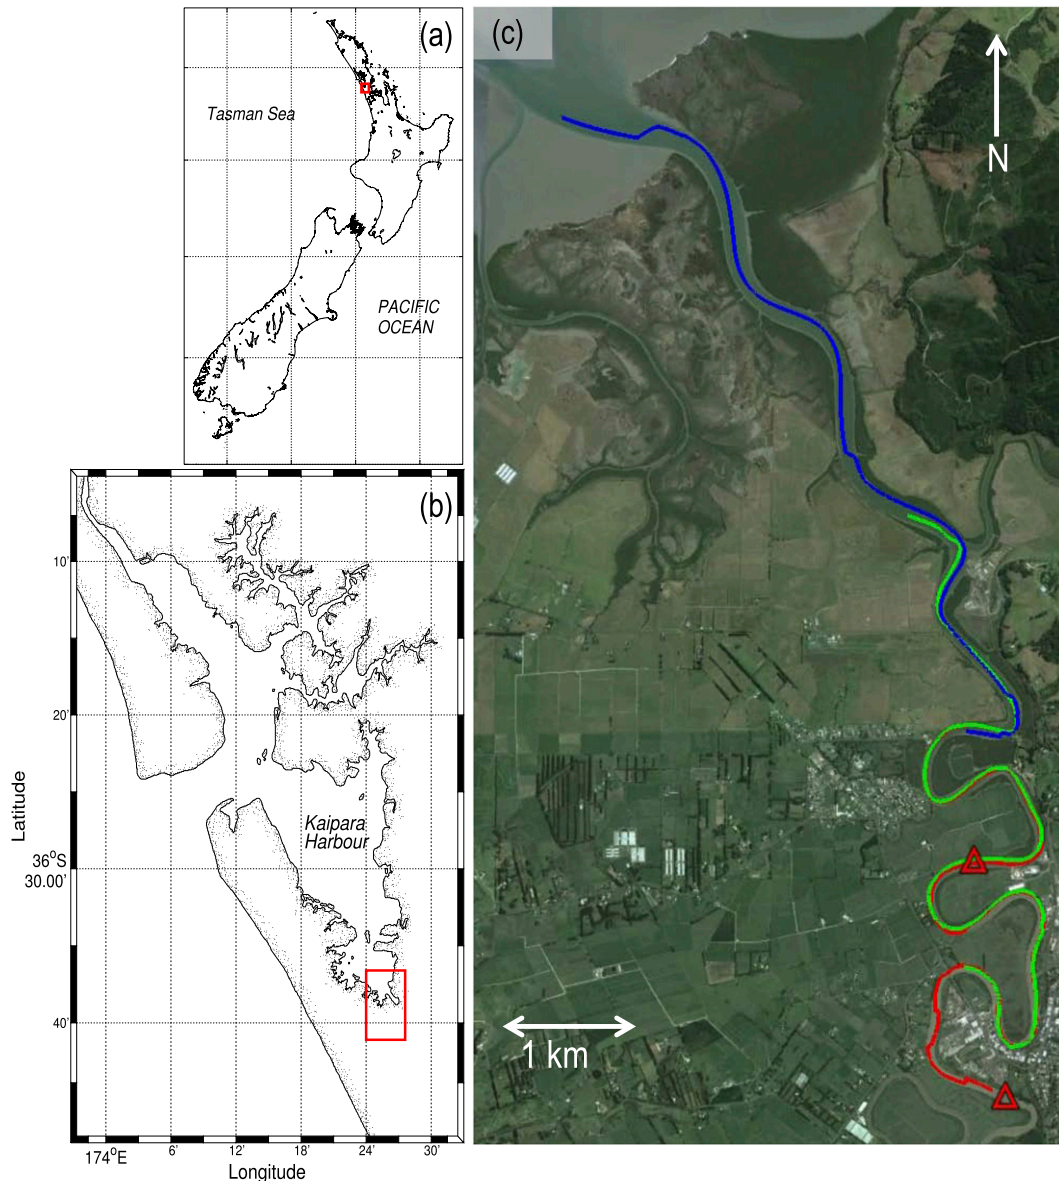 (a)
Tasman Sea
PACIFIC
OCEAN
(b)
10'
20'
Kaipara
Harbour
36°S
30.00'
40'
Latitude
174°E
6'
12'
18'
24'
30'
Longitude
(c)
N
1 km